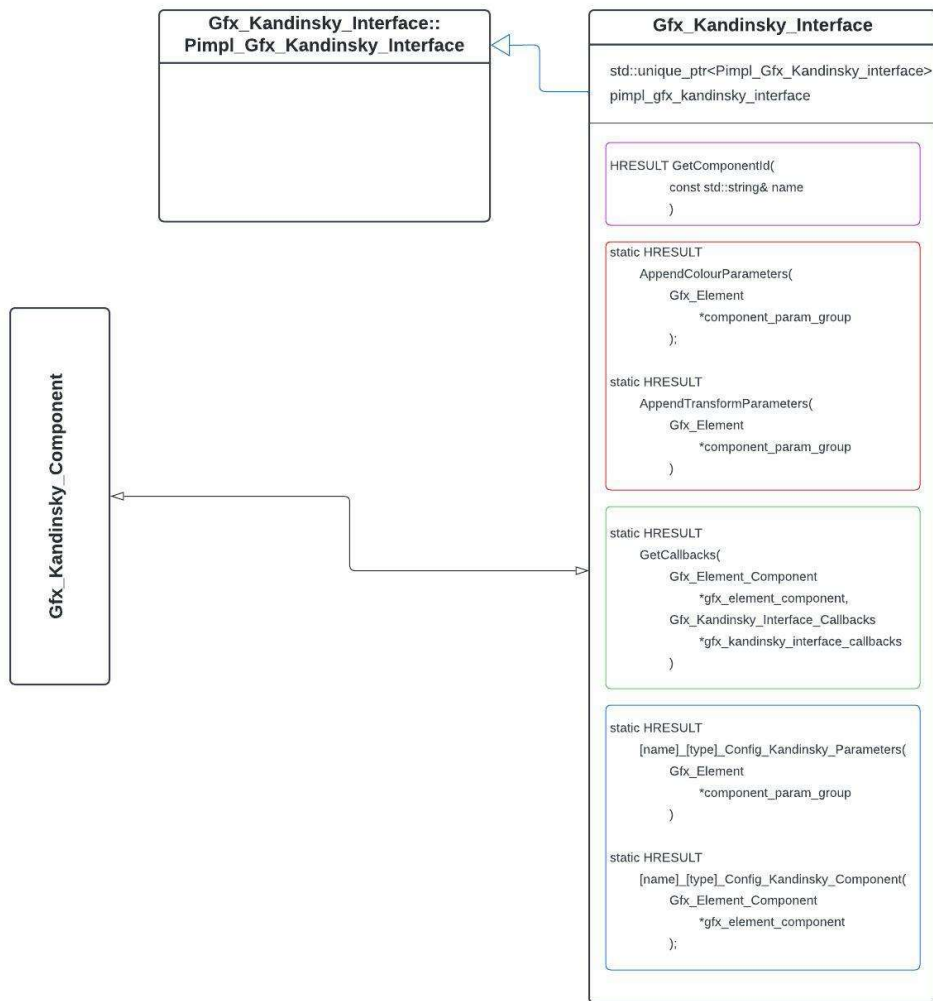 Gfx_Kandinsky_Interface::
Pimpl_Gfx_Kandinsky_Interface
Gfx_Kandinsky_Interface
std::unique_ptr<Pimpl_Gfx_Kandinsky_interface>
pimpl_gfx_kandinsky_interface
HRESULT GetComponentId(
const std::string& name
)
static HRESULT
AppendColourParameters(
Gfx_Element
*component_param_group
);
static HRESULT
AppendTransformParameters(
Gfx_Element
*component_param_group
)
Gfx_Kandinsky_Component
static HRESULT
GetCallbacks(
Gfx_Element_Component
*gfx_element_component,
Gfx_Kandinsky_Interface_Callbacks
*gfx_kandinsky_interface_callbacks
)
static HRESULT
[name]_[type]_Config_Kandinsky_Parameters(
Gfx_Element
*component_param_group
)
static HRESULT
[name]_[type]_Config_Kandinsky_Component(
Gfx_Element_Component
*gfx_element_component
);